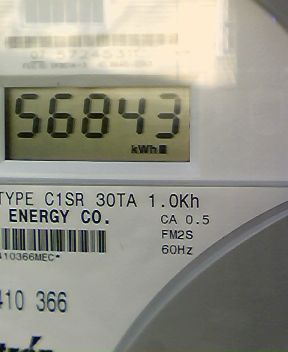 56843
kWh
TYPE C1SR 30TA 1.0Kh
ENERGY CO.
CA 0.5
FM2S
60Hz
410366MEC*
410 366